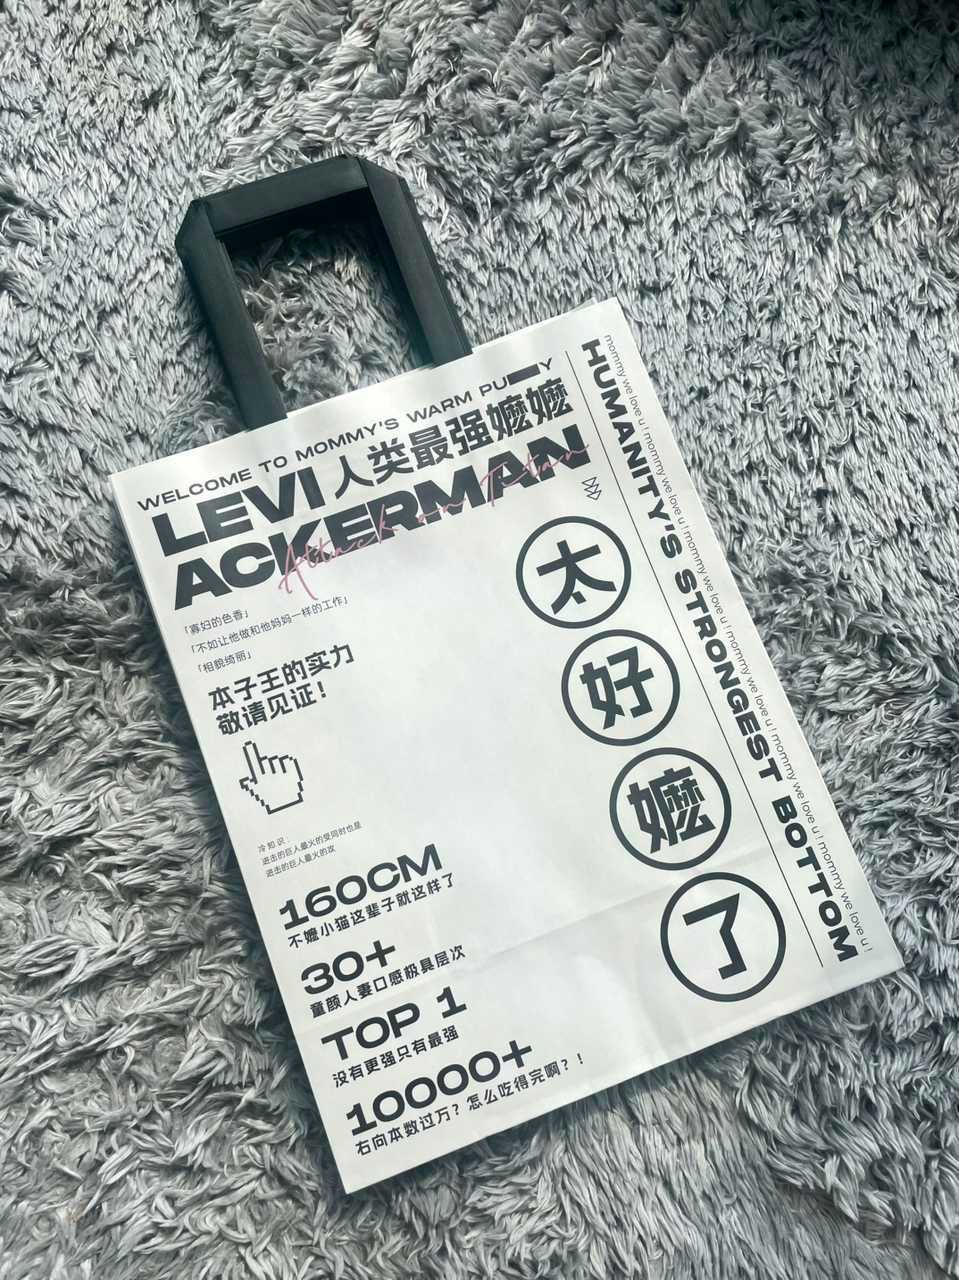 WELCOME TO MOMMY'S WARM PU Y
LEVI 人类最强嬷嬷
ACKERMAN
Attack on Titan
「寡妇的色香」
「不如让他做和他妈妈一样的工作」
「相貌绮丽」
本子王的实力
敬请见证!
冷知识:
进击的巨人最火的受同时也是
进击的巨人最火的攻
160CM
不嬷小猫这辈子就这样了
30+
童颜人妻口感极具层次
TOP 1
没有更强只有最强
10000+
右向本数过万?怎么吃得完啊?!
太
好
嬷
了
HUMANITY'S STRONGEST BOTTOM
mommy we love u ! mommy we love u ! mommy we love u ! mommy we love u ! mommy we love u ! mommy we love u ! mommy we love u !